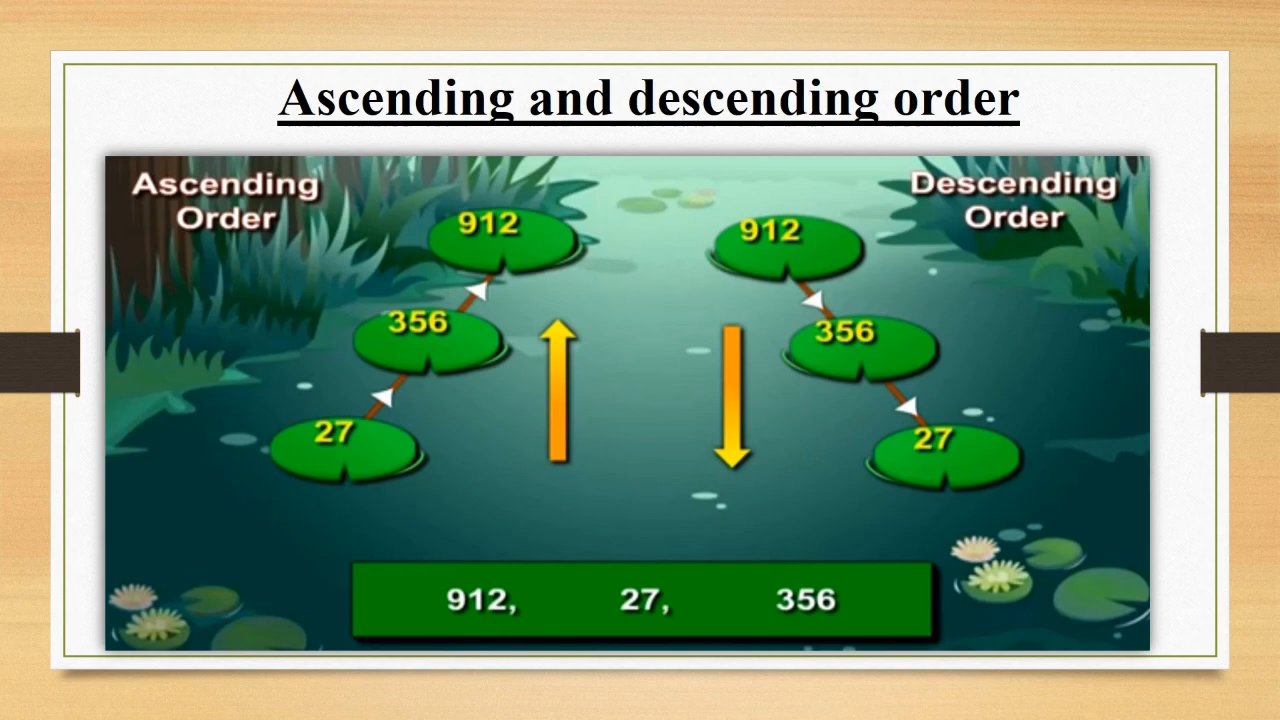 Ascending and descending order
Ascending
Order
912
356
27
Descending
Order
912
356
27
912, 27, 356